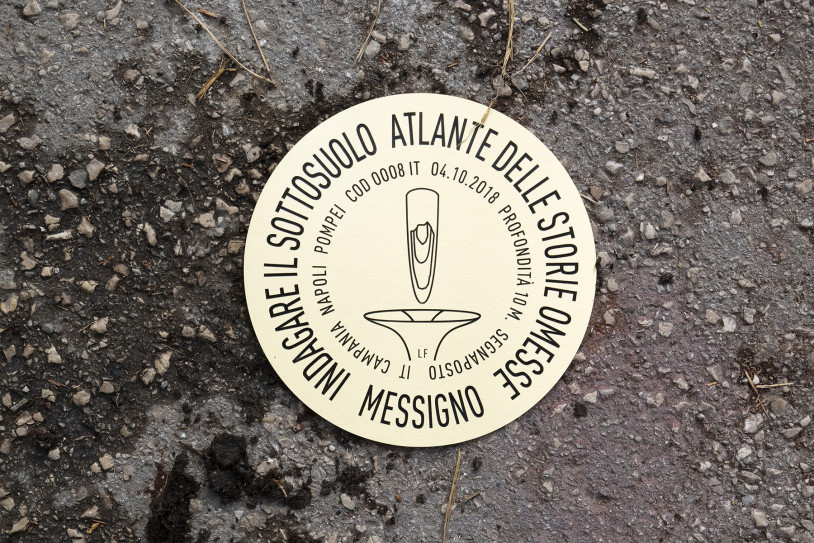 INDAGARE IL SOTTOSUOLO ATLANTE DELLE STORIE OMESSE
MESSIGNO
IT CAMPANIA NAPOLI POMPEI COD 0008 IT 04.10.2018 PROFONDITÀ 10 M. SEGNAPOSTO
LF